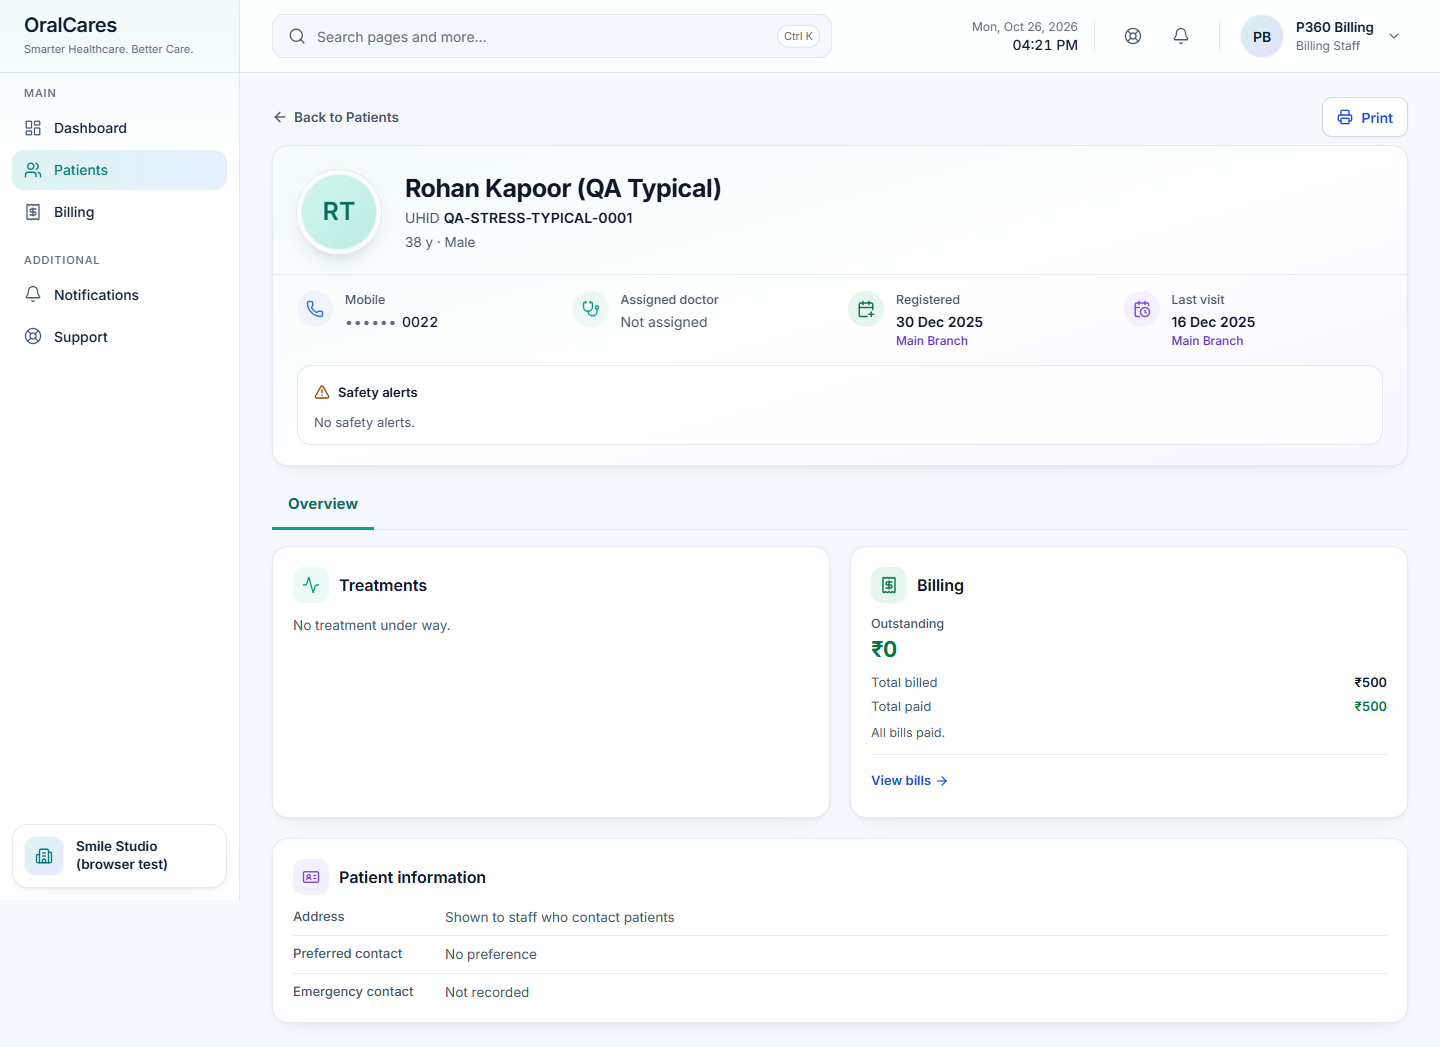 OralCares
Smarter Healthcare. Better Care.
MAIN
Dashboard
Patients
Billing
ADDITIONAL
Notifications
Support
Smile Studio
(browser test)
Search pages and more...
Ctrl K
Mon, Oct 26, 2026
04:21 PM
PB
P360 Billing
Billing Staff
Back to Patients
Print
RT
Rohan Kapoor (QA Typical)
UHID QA-STRESS-TYPICAL-0001
38 y · Male
Mobile
•••••• 0022
Assigned doctor
Not assigned
Registered
30 Dec 2025
Main Branch
Last visit
16 Dec 2025
Main Branch
Safety alerts
No safety alerts.
Overview
Treatments
No treatment under way.
Billing
Outstanding
₹0
Total billed ₹500
Total paid ₹500
All bills paid.
View bills →
Patient information
Address Shown to staff who contact patients
Preferred contact No preference
Emergency contact Not recorded